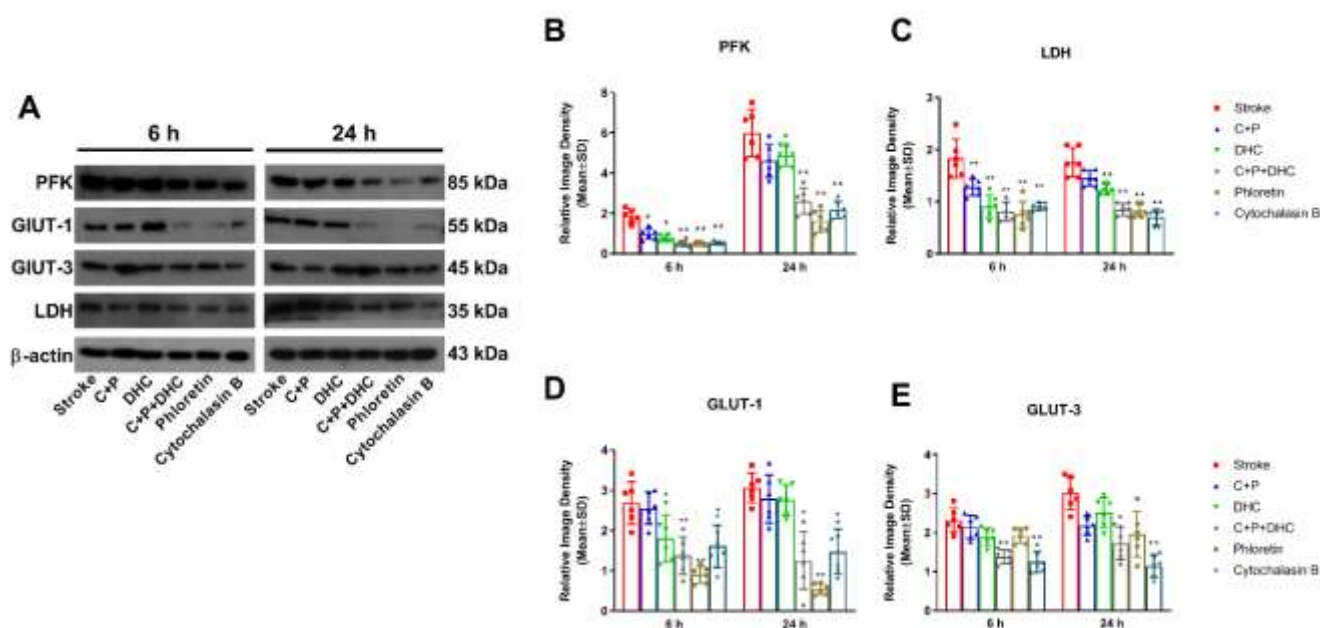 A
6 h
24 h
PFK
85 kDa
GlUT-1
55 kDa
GlUT-3
45 kDa
LDH
35 kDa
β-actin
43 kDa
Stroke
C+P
DHC
C+P+DHC
Phloretin
Cytochalasin B
Stroke
C+P
DHC
C+P+DHC
Phloretin
Cytochalasin B
B
PFK
Relative Image Density
(Mean±SD)
8
6
4
2
0
6 h
24 h
C
LDH
Relative Image Density
(Mean±SD)
3
2
1
0
6 h
24 h
Stroke
C+P
DHC
C+P+DHC
Phloretin
Cytochalasin B
D
GLUT-1
Relative Image Density
(Mean±SD)
4
3
2
1
0
6 h
24 h
E
GLUT-3
Relative Image Density
(Mean±SD)
4
3
2
1
0
6 h
24 h
Stroke
C+P
DHC
C+P+DHC
Phloretin
Cytochalasin B